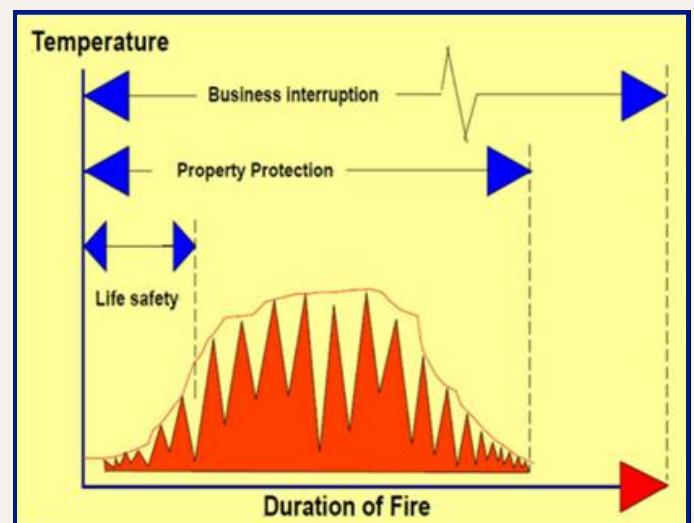 Temperature
Business interruption
Property Protection
Life safety
Duration of Fire